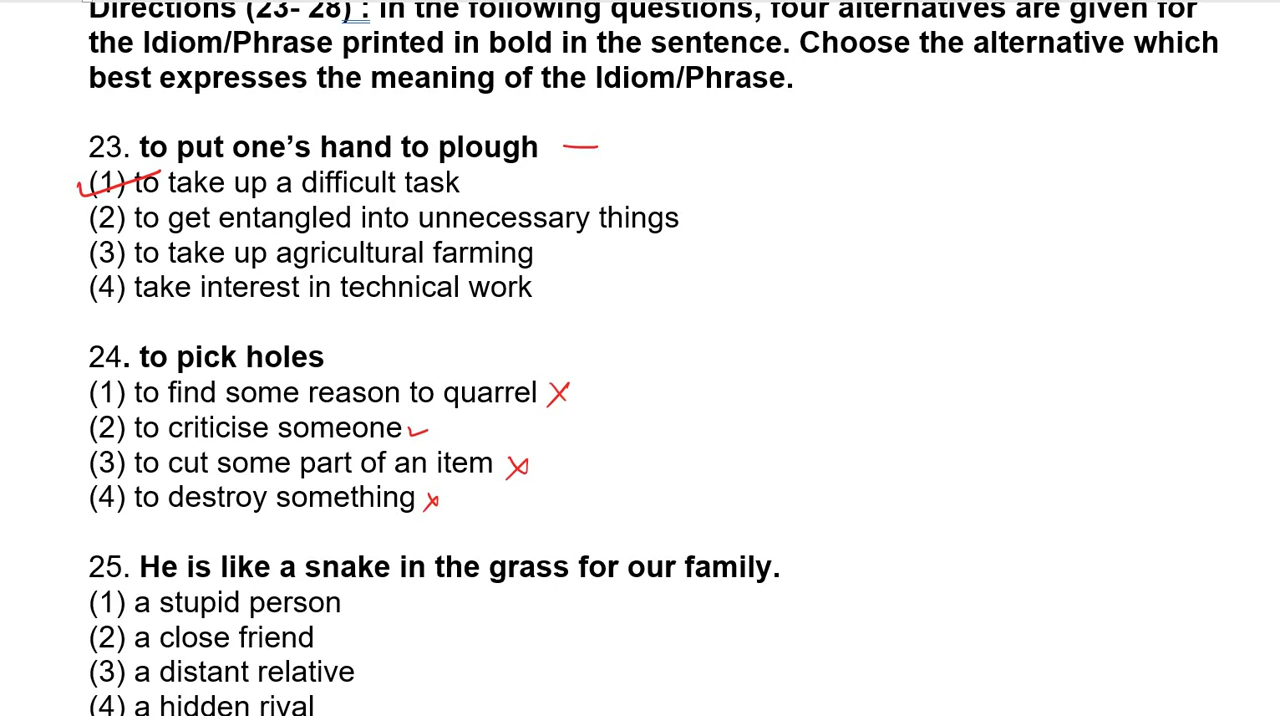 Directions (23- 28) : In the following questions, four alternatives are given for
the Idiom/Phrase printed in bold in the sentence. Choose the alternative which
best expresses the meaning of the Idiom/Phrase.
23. to put one’s hand to plough
(1) to take up a difficult task
(2) to get entangled into unnecessary things
(3) to take up agricultural farming
(4) take interest in technical work
24. to pick holes
(1) to find some reason to quarrel
(2) to criticise someone
(3) to cut some part of an item
(4) to destroy something
25. He is like a snake in the grass for our family.
(1) a stupid person
(2) a close friend
(3) a distant relative
(4) a hidden rival